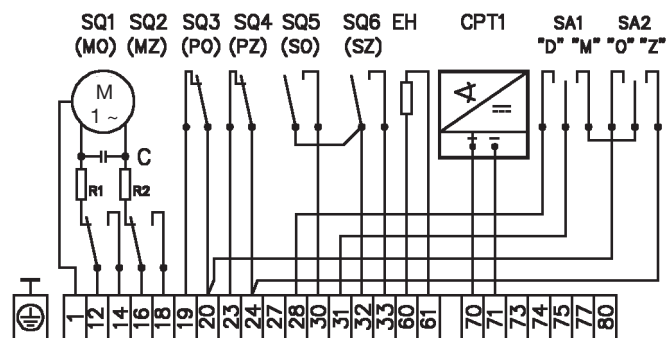 SQ1 SQ2 SQ3 SQ4 SQ5 SQ6 EH CPT1 SA1 SA2
(MO) (MZ) (PO) (PZ) (SO) (SZ) "D" "M" "O" "Z"
M
1 ~
C
R1 R2
+ −
1 12 14 16 18 19 20 23 24 27 28 30 31 32 33 60 61 70 71 73 74 75 77 80